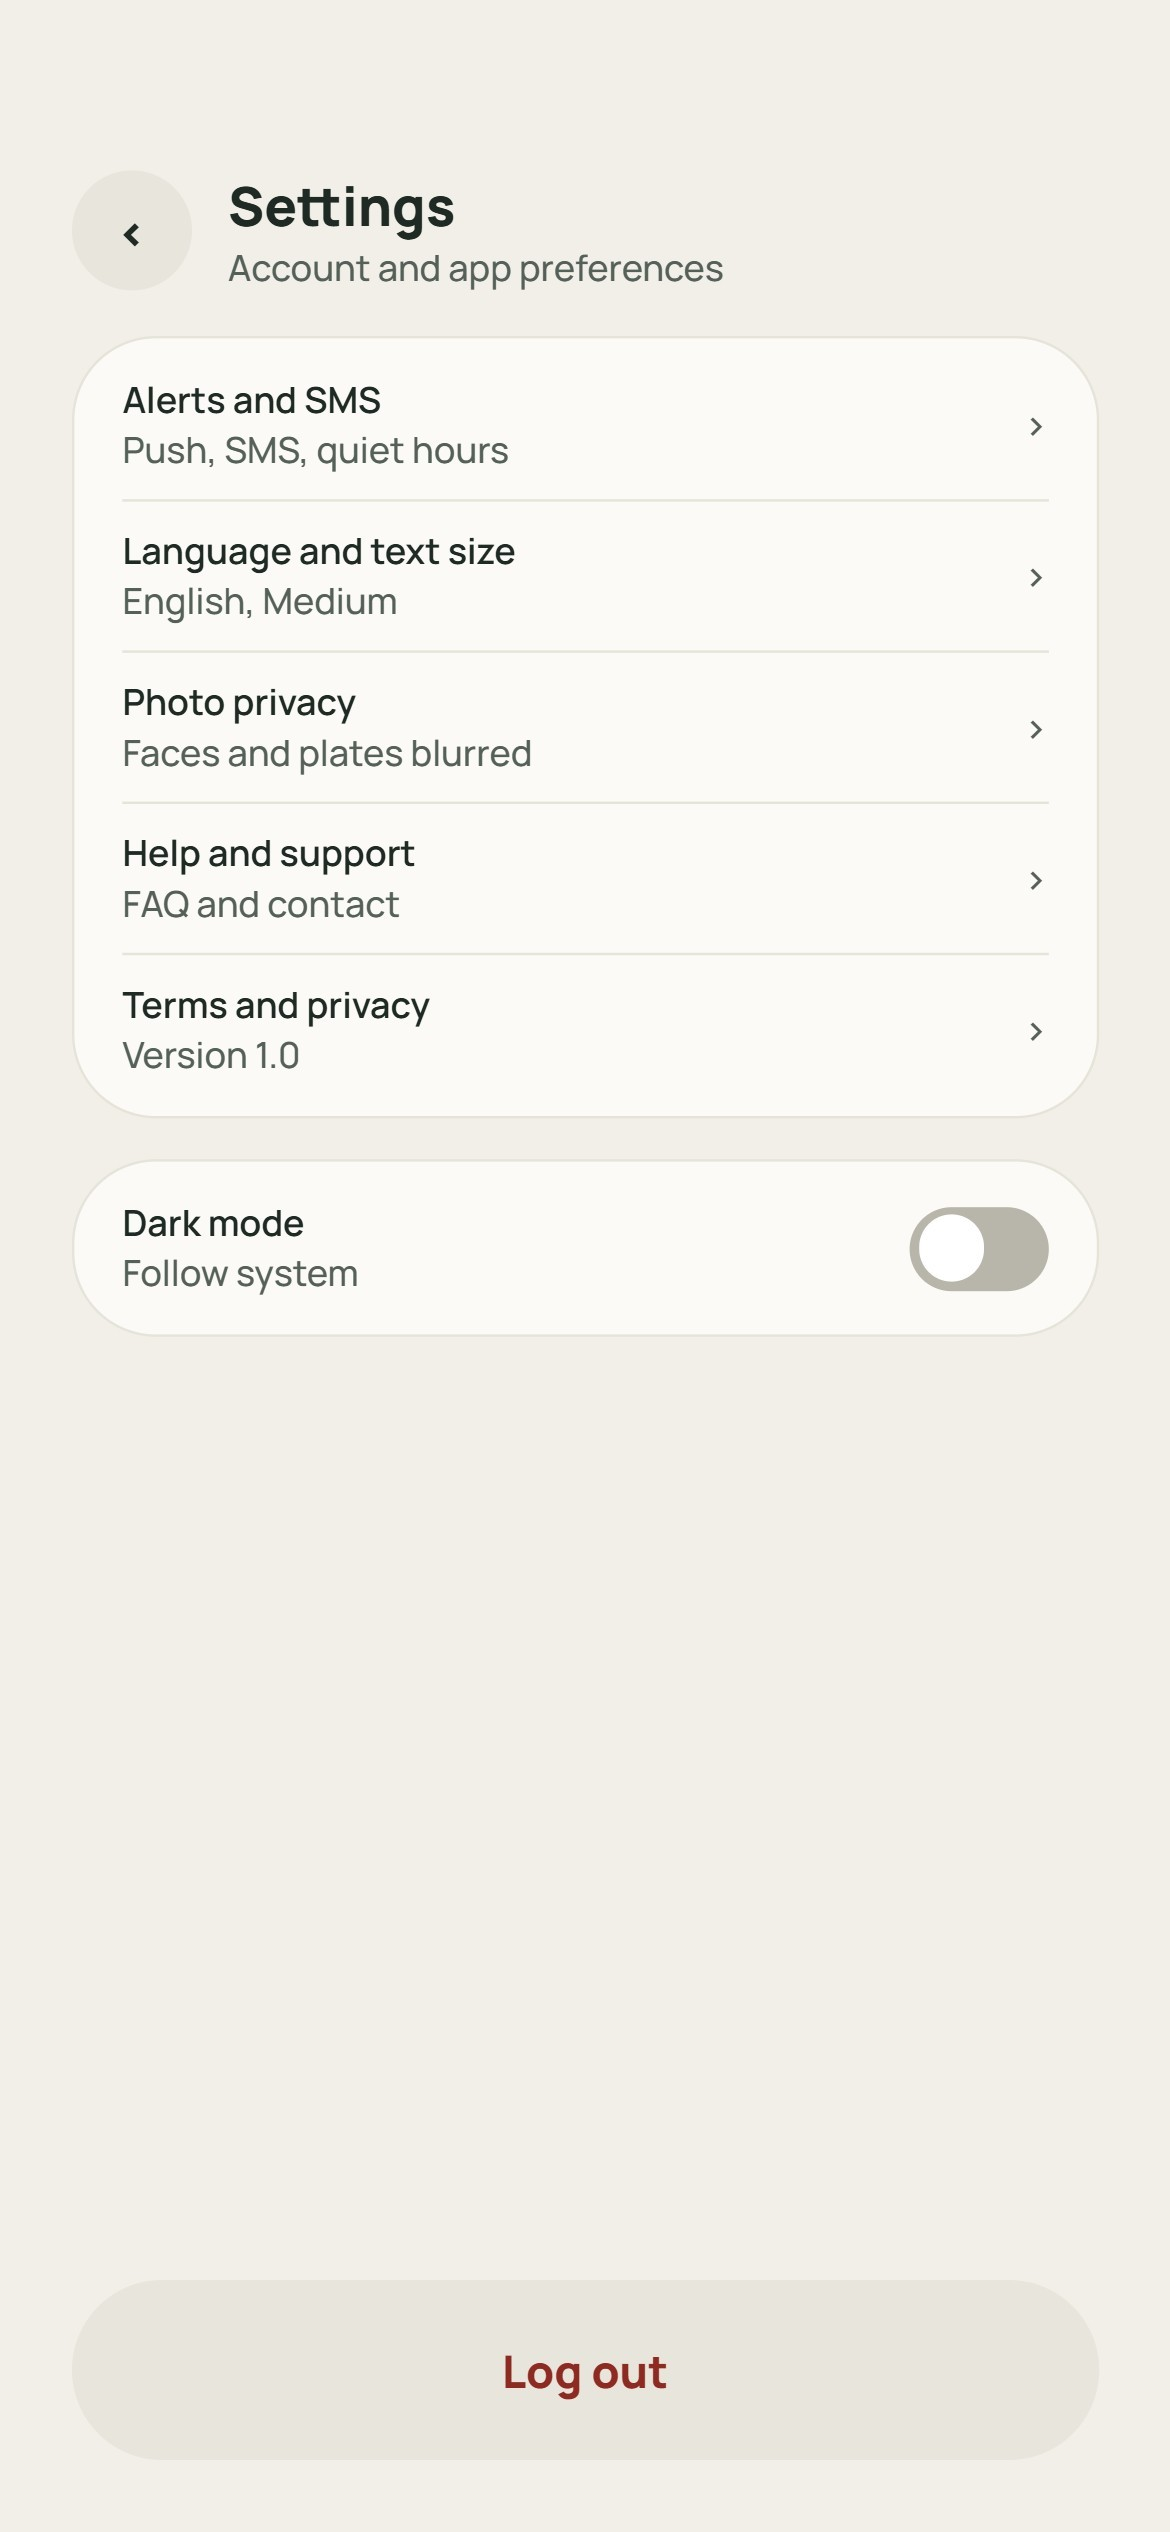 Settings
Account and app preferences
Alerts and SMS
Push, SMS, quiet hours
Language and text size
English, Medium
Photo privacy
Faces and plates blurred
Help and support
FAQ and contact
Terms and privacy
Version 1.0
Dark mode
Follow system
Log out